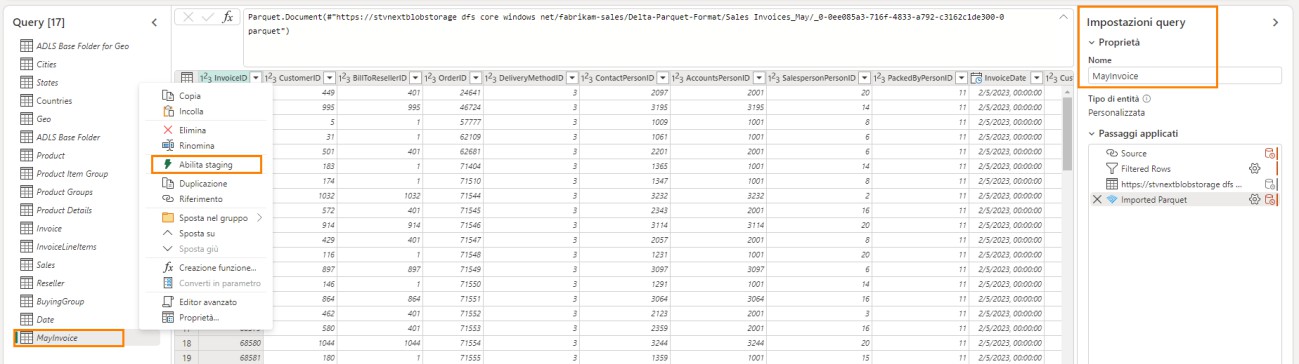 Query [17]
ADLS Base Folder for Geo
Cities
States
Countries
Geo
ADLS Base Folder
Product
Product Item Group
Product Groups
Product Details
Invoice
InvoiceLineItems
Sales
Reseller
BuyingGroup
Date
MayInvoice
Copia
Incolla
Elimina
Rinomina
Abilita staging
Duplicazione
Riferimento
Sposta nel gruppo
Sposta su
Sposta giù
Creazione funzione...
Converti in parametro
Editor avanzato
Proprietà...
fx
Parquet.Document(#"https://stvnextblobstorage dfs core windows net/fabrikam-sales/Delta-Parquet-Format/Sales Invoices_May/_0-0ee085a3-716f-4833-a792-c3162c1de300-0
parquet")
InvoiceID CustomerID BillToResellerID OrderID DeliveryMethodID ContactPersonID AccountsPersonID SalespersonPersonID PackedByPersonID InvoiceDate Cus
449 401 24641 3 2097 2001 20 11 2/5/2023, 00:00:00
995 995 46724 3 3195 3195 14 11 2/5/2023, 00:00:00
5 1 57777 3 1009 1001 8 11 2/5/2023, 00:00:00
31 1 62109 3 1061 1001 6 11 2/5/2023, 00:00:00
501 401 62681 3 2201 2001 6 11 2/5/2023, 00:00:00
183 1 71404 3 1365 1001 14 11 2/5/2023, 00:00:00
174 1 71510 3 1347 1001 8 11 2/5/2023, 00:00:00
1032 1032 71544 3 3232 3232 2 11 2/5/2023, 00:00:00
572 401 71545 3 2343 2001 16 11 2/5/2023, 00:00:00
914 914 71546 3 3114 3114 20 11 2/5/2023, 00:00:00
429 401 71547 3 2057 2001 8 11 2/5/2023, 00:00:00
116 1 71548 3 1231 1001 20 11 2/5/2023, 00:00:00
897 897 71549 3 3097 3097 6 11 2/5/2023, 00:00:00
146 1 71550 3 1291 1001 14 11 2/5/2023, 00:00:00
864 864 71551 3 3064 3064 16 11 2/5/2023, 00:00:00
462 401 71552 3 2123 2001 3 11 2/5/2023, 00:00:00
580 401 71553 3 2359 2001 16 11 2/5/2023, 00:00:00
18 68580 1044 1044 71554 3 3244 3244 20 11 2/5/2023, 00:00:00
19 68581 180 1 71555 3 1359 1001 15 11 2/5/2023, 00:00:00
Impostazioni query
Proprietà
Nome
MayInvoice
Tipo di entità
Personalizzata
Passaggi applicati
Source
Filtered Rows
https://stvnextblobstorage dfs ...
Imported Parquet